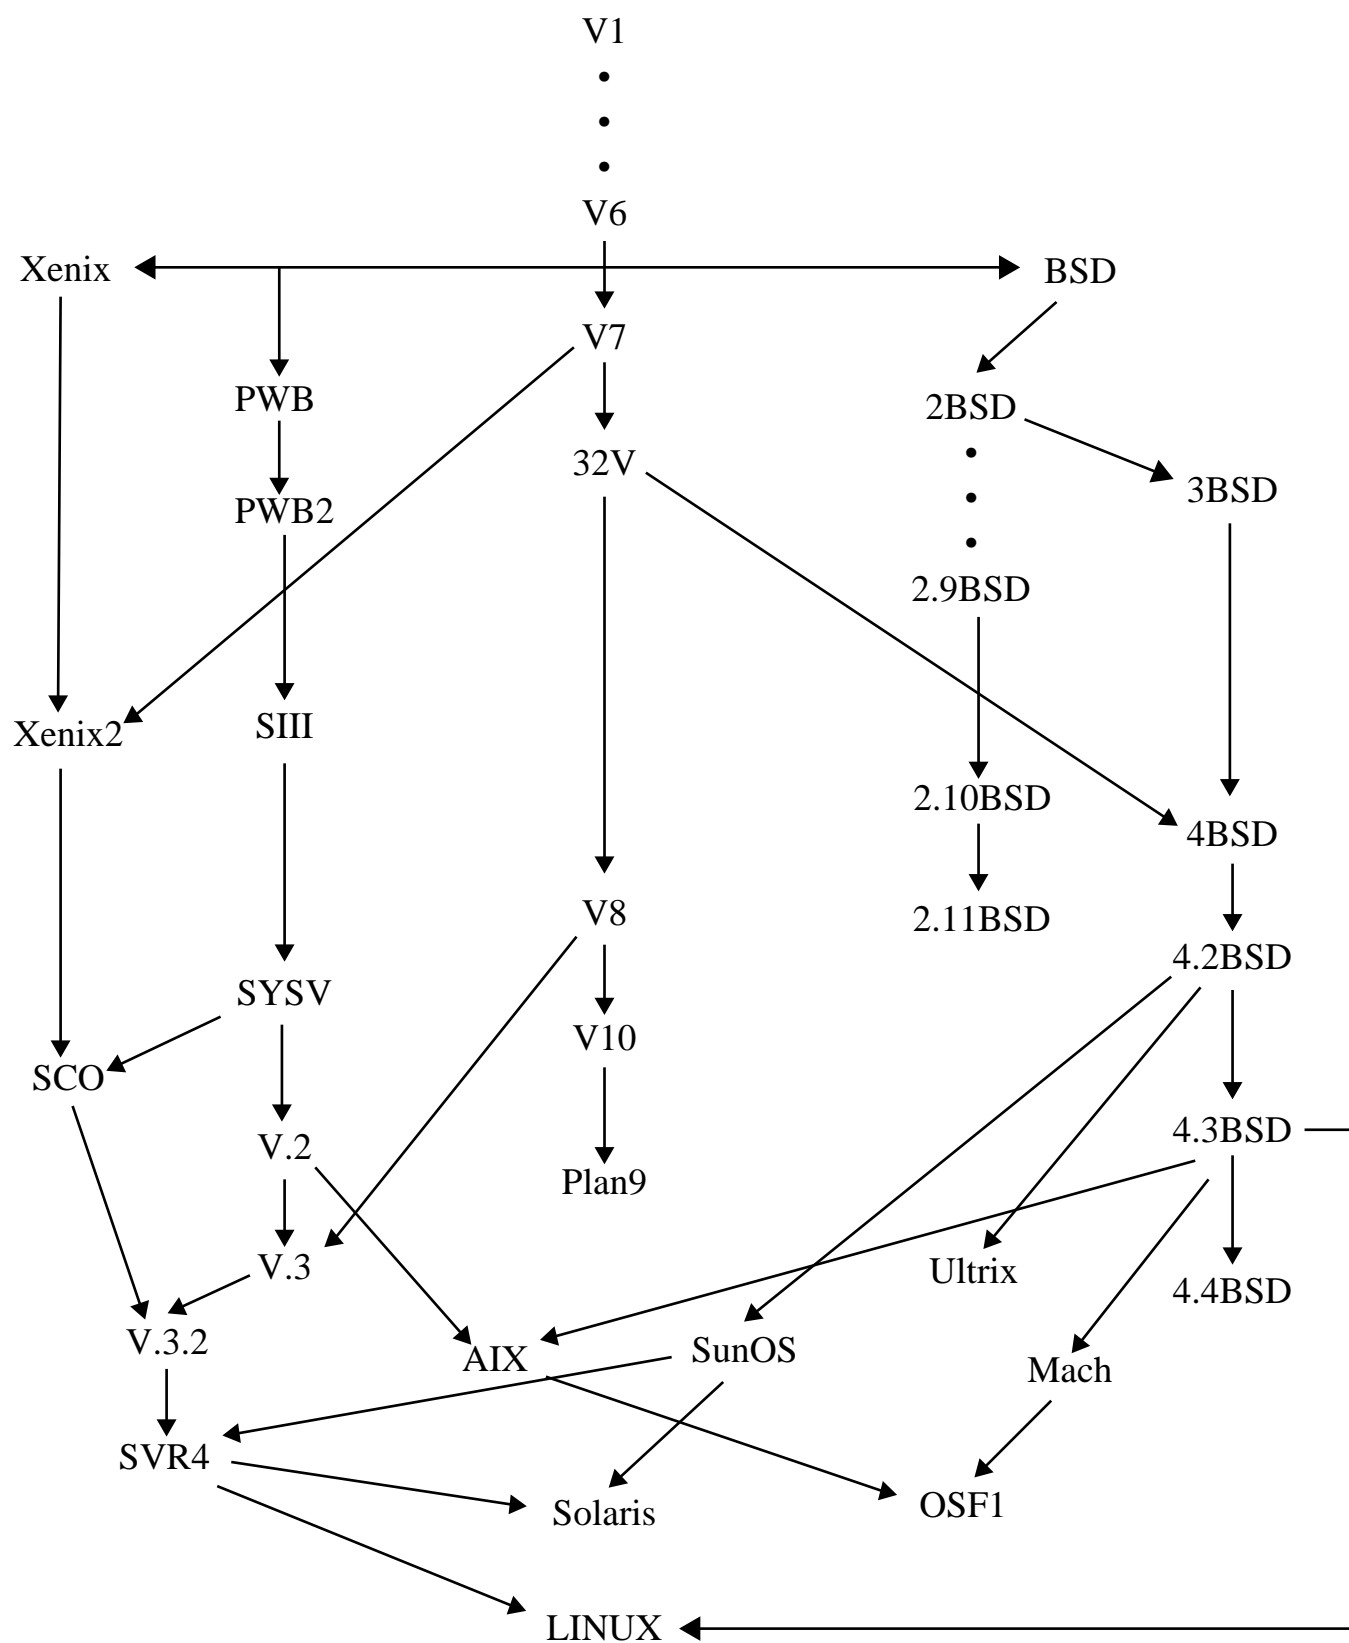 V1
V6
Xenix
BSD
V7
PWB
2BSD
32V
3BSD
PWB2
2.9BSD
SIII
Xenix2
2.10BSD
4BSD
V8
2.11BSD
4.2BSD
SYSV
V10
SCO
4.3BSD
V.2
Plan9
V.3
Ultrix
4.4BSD
V.3.2
SunOS
AIX
Mach
SVR4
OSF1
Solaris
LINUX